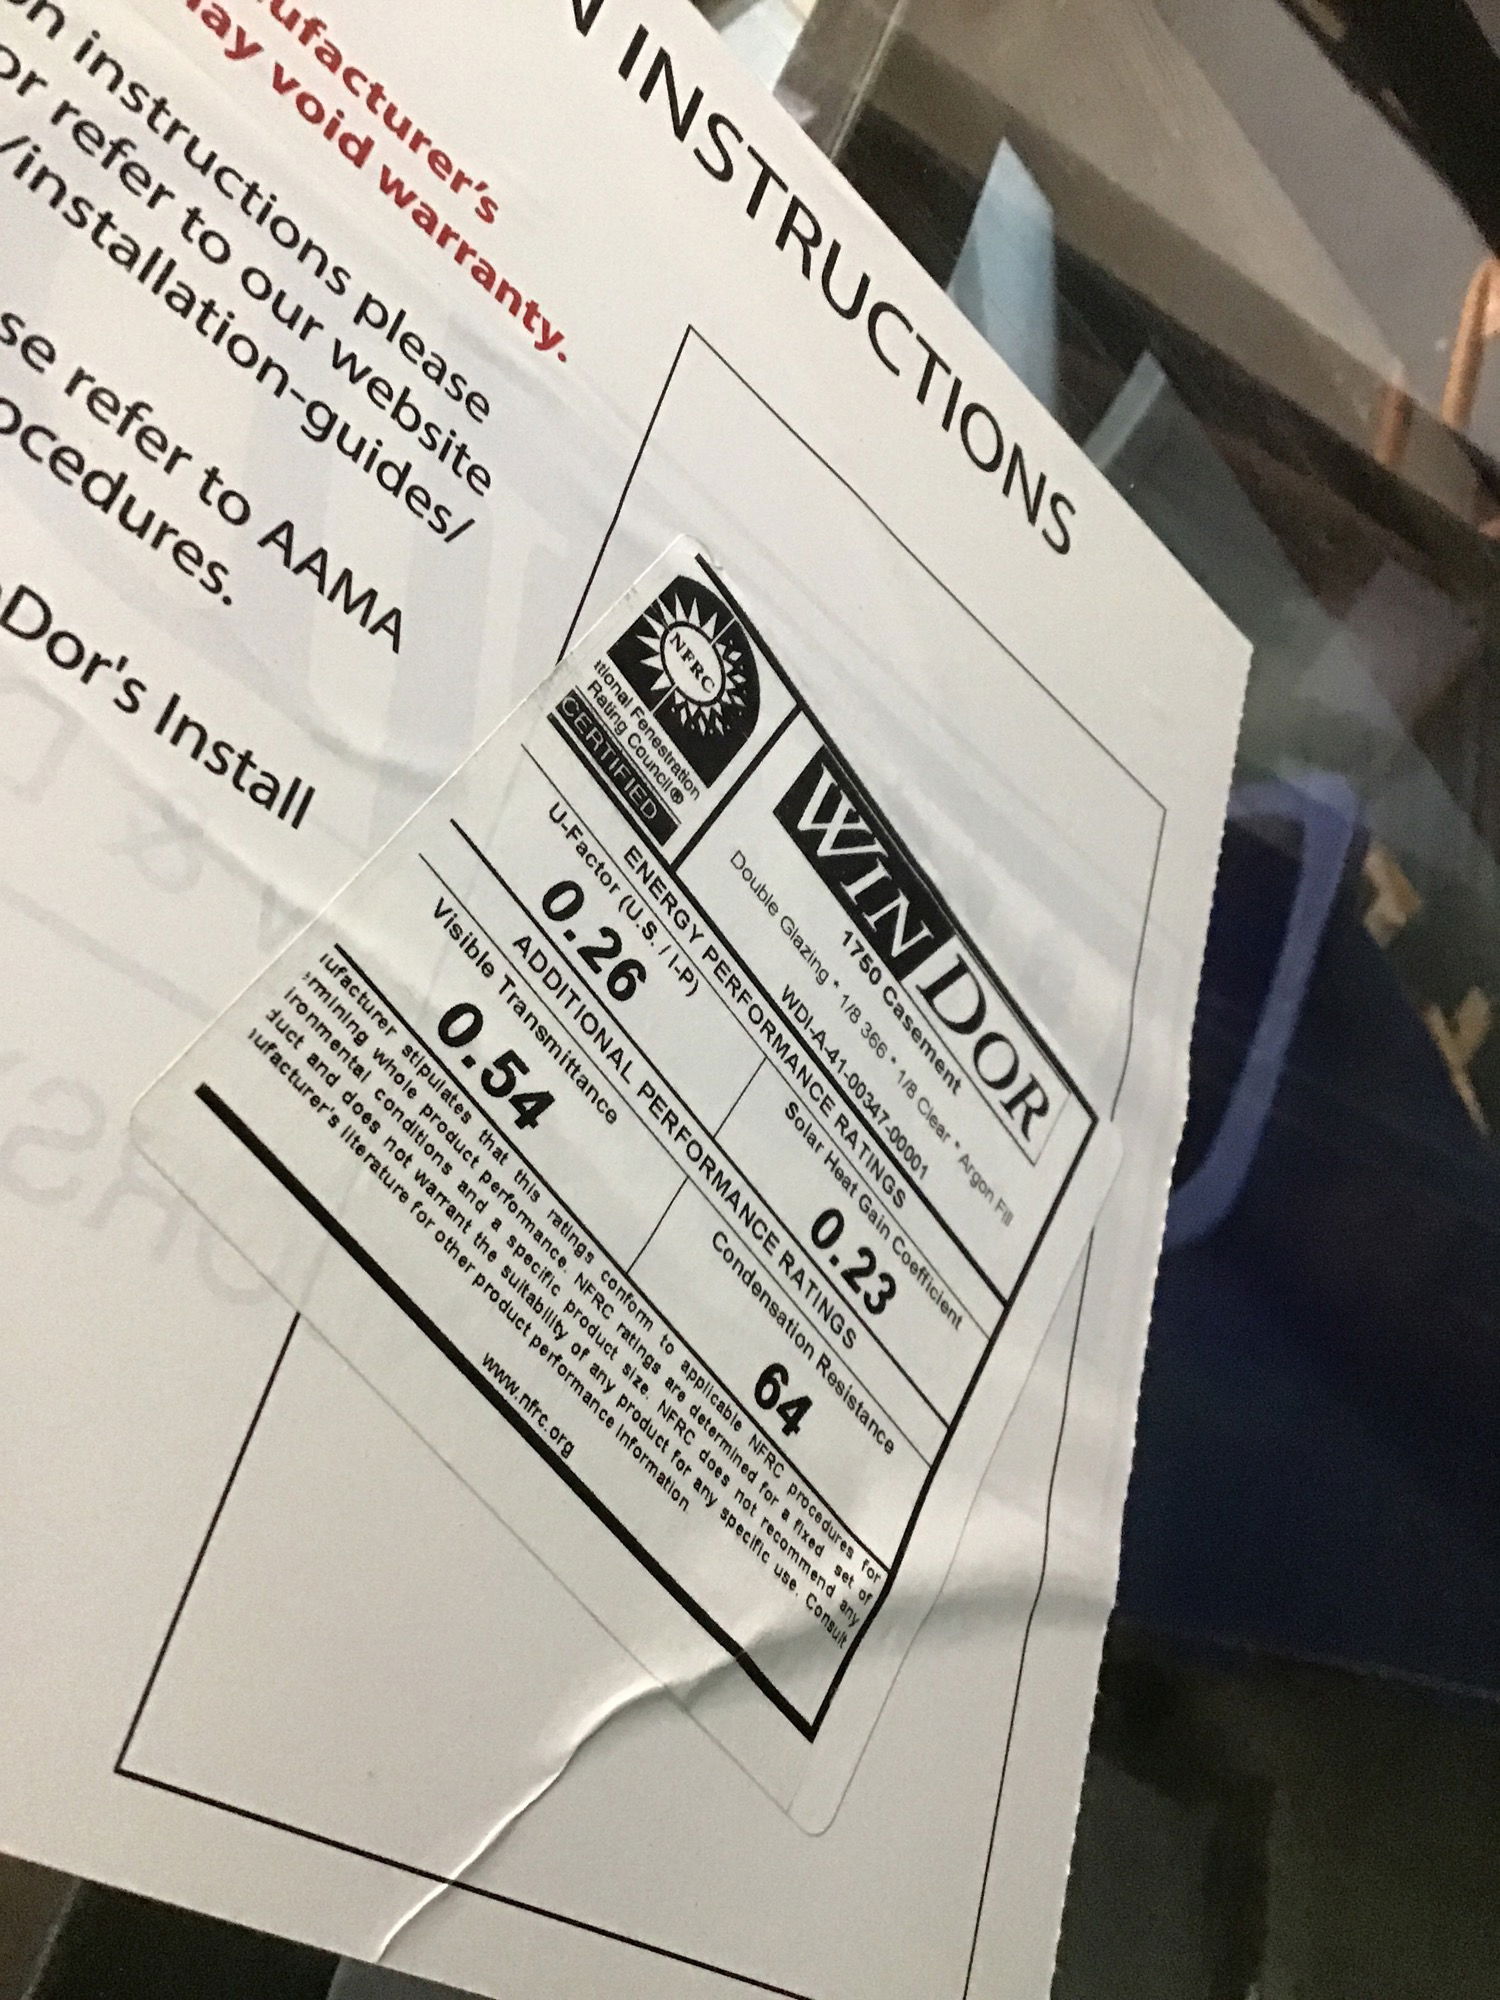 N INSTRUCTIONS
ufacturer's
ay void warranty.
on instructions please
or refer to our website
/installation-guides/
se refer to AAMA
ocedures.
Dor's Install
NFRC
tional Fenestration
Rating Council®
CERTIFIED
WINDOR
1750 Casement
Double Glazing * 1/8 366 * 1/8 Clear * Argon Fill
WDI-A-41-00347-00001
ENERGY PERFORMANCE RATINGS
U-Factor (U.S. / I-P)
0.26
Solar Heat Gain Coefficient
0.23
ADDITIONAL PERFORMANCE RATINGS
Visible Transmittance
0.54
Condensation Resistance
64
ufacturer stipulates that this ratings conform to applicable NFRC procedures for
ermining whole product performance. NFRC ratings are determined for a fixed set of
ironmental conditions and a specific product size. NFRC does not recommend any
duct and does not warrant the suitability of any product for any specific use. Consult
ufacturer's literature for other product performance information.
www.nfrc.org